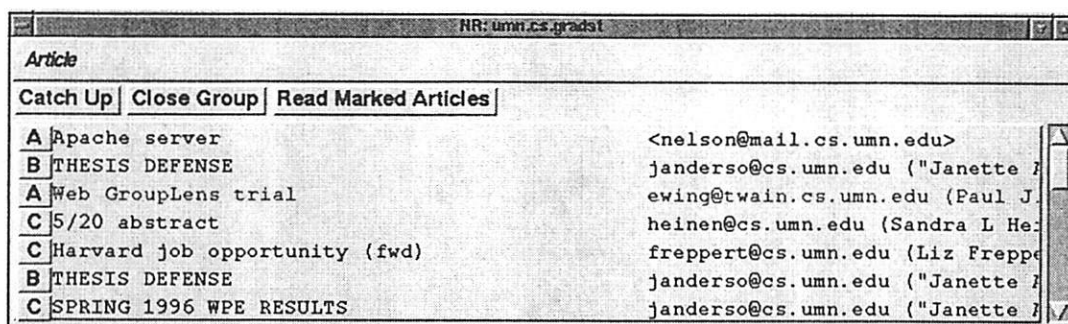 NR: umn.cs.gradst
Article
Catch Up Close Group Read Marked Articles
A Apache server <nelson@mail.cs.umn.edu>
B THESIS DEFENSE janderso@cs.umn.edu ("Janette
A Web GroupLens trial ewing@twain.cs.umn.edu (Paul J.
C 5/20 abstract heinen@cs.umn.edu (Sandra L He
C Harvard job opportunity (fwd) freppert@cs.umn.edu (Liz Freppe
B THESIS DEFENSE janderso@cs.umn.edu ("Janette
C SPRING 1996 WPE RESULTS janderso@cs.umn.edu ("Janette